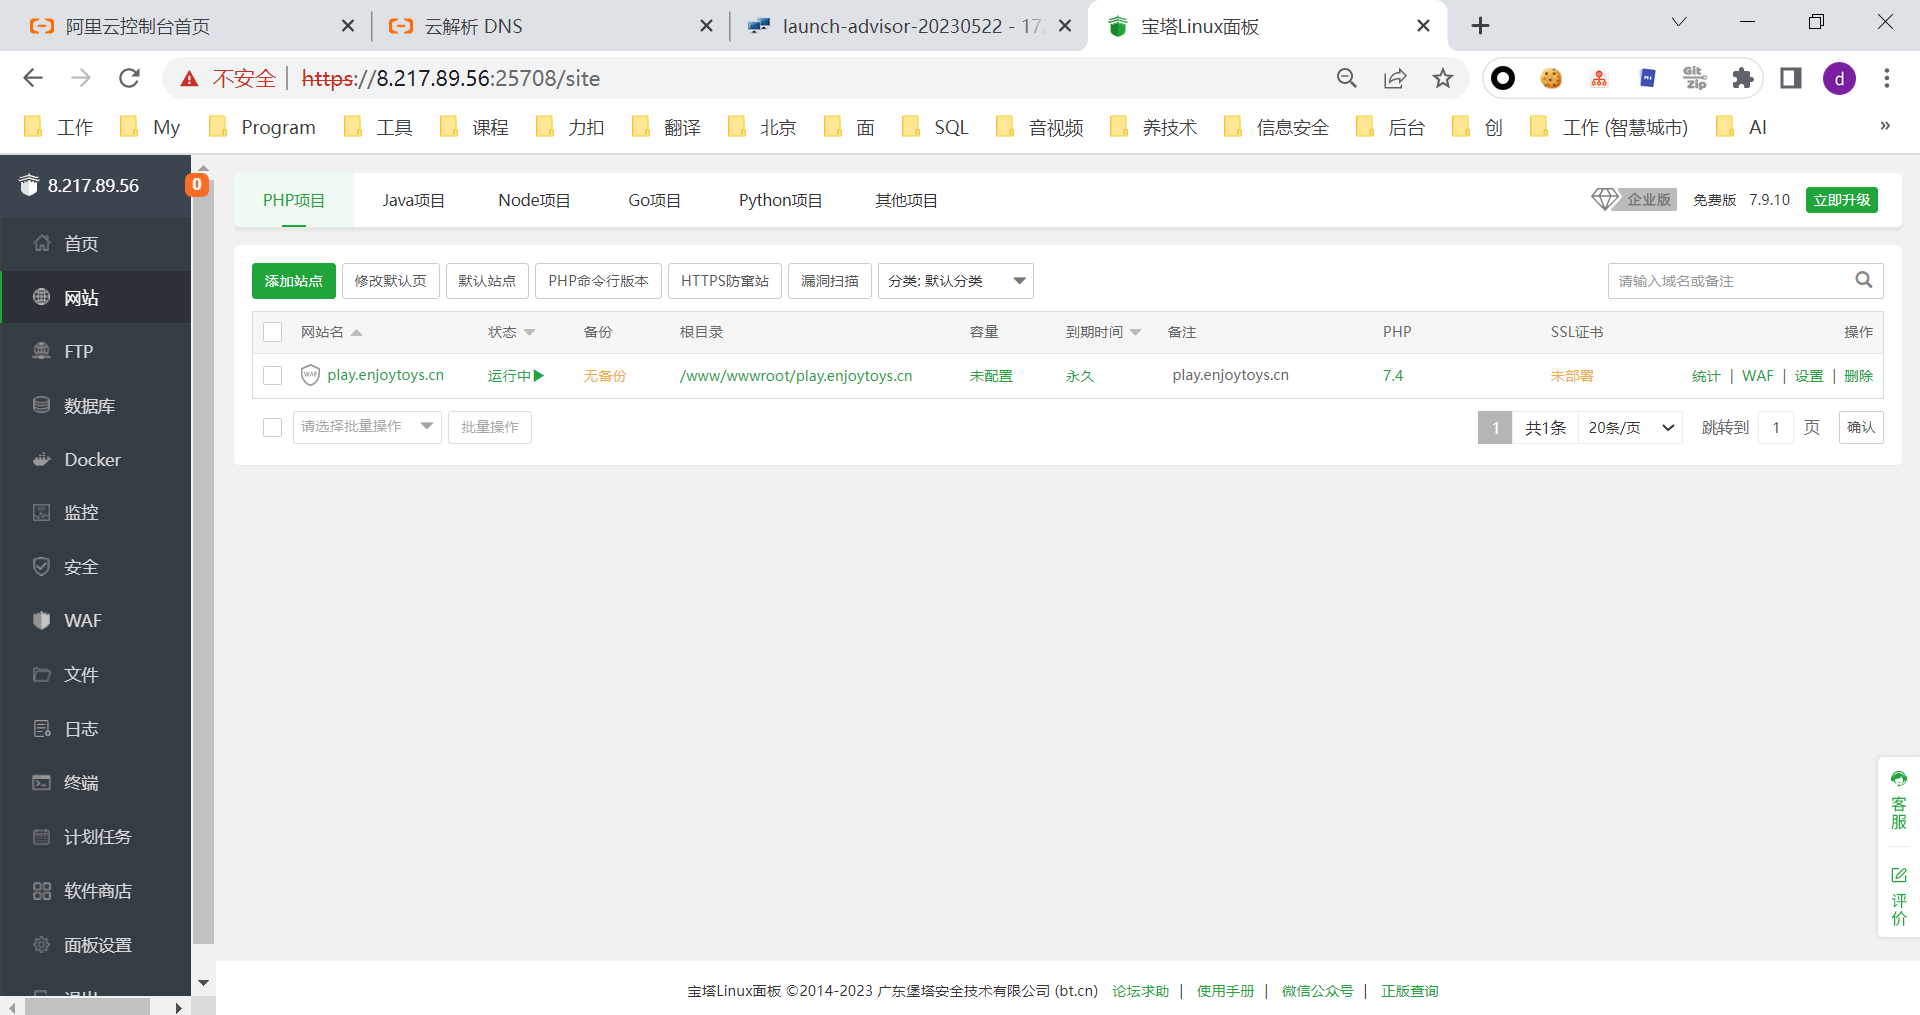 阿里云控制台首页
云解析 DNS
launch-advisor-20230522 - 17
宝塔Linux面板
不安全 https://8.217.89.56:25708/site
工作 My Program 工具 课程 力扣 翻译 北京 面 SQL 音视频 养技术 信息安全 后台 创 工作 (智慧城市) AI »
Git Zip
d
8.217.89.56
0
首页
网站
FTP
数据库
Docker
监控
安全
WAF
文件
日志
终端
计划任务
软件商店
面板设置
PHP项目 Java项目 Node项目 Go项目 Python项目 其他项目
企业版 免费版 7.9.10 立即升级
添加站点 修改默认页 默认站点 PHP命令行版本 HTTPS防窜站 漏洞扫描 分类: 默认分类 请输入域名或备注
网站名 状态 备份 根目录 容量 到期时间 备注 PHP SSL证书 操作
WAF play.enjoytoys.cn 运行中 无备份 /www/wwwroot/play.enjoytoys.cn 未配置 永久 play.enjoytoys.cn 7.4 未部署 统计 | WAF | 设置 | 删除
请选择批量操作 批量操作 1 共1条 20条/页 跳转到 1 页 确认
客服
评价
宝塔Linux面板 ©2014-2023 广东堡塔安全技术有限公司 (bt.cn) 论坛求助 | 使用手册 | 微信公众号 | 正版查询